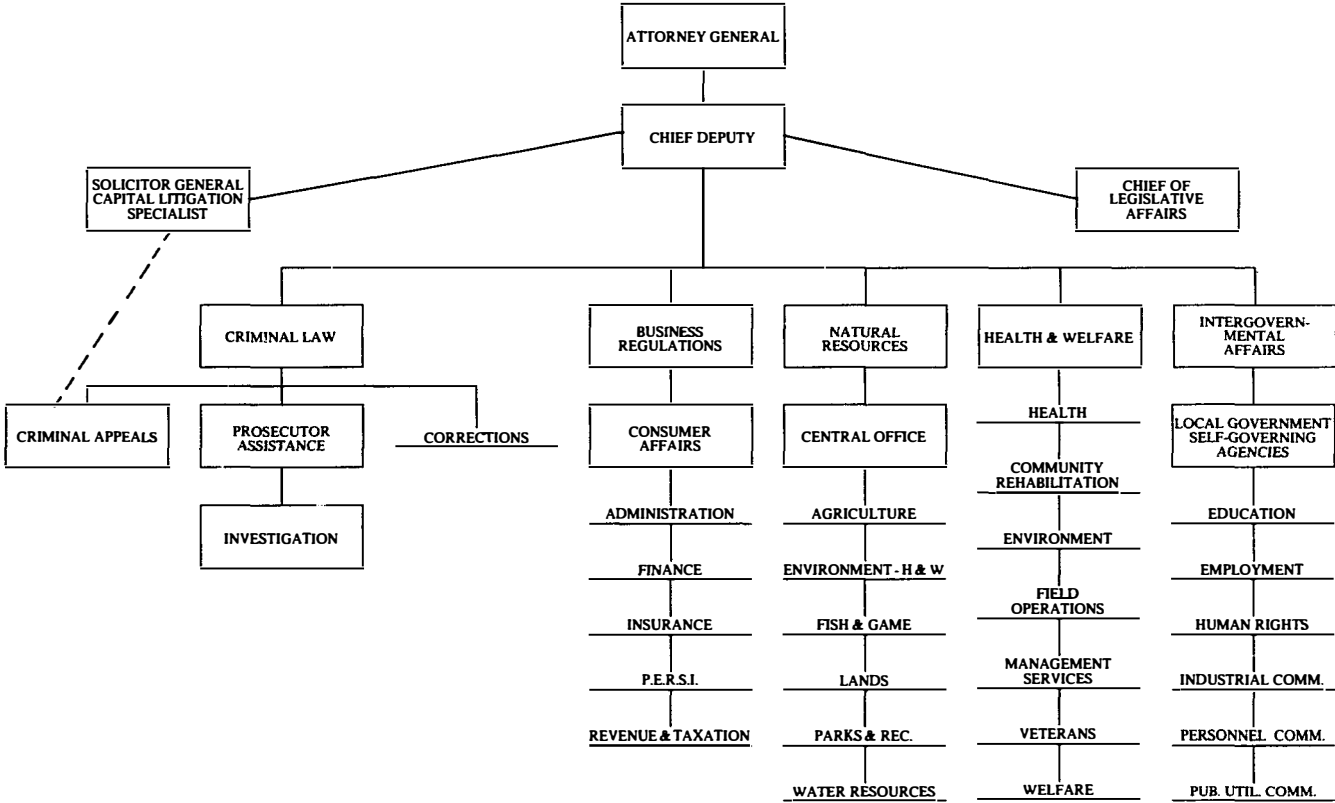 ATTORNEY GENERAL
CHIEF DEPUTY
SOLICITOR GENERAL
CAPITAL LITIGATION
SPECIALIST
CHIEF OF
LEGISLATIVE
AFFAIRS
CRIMINAL LAW
BUSINESS
REGULATIONS
NATURAL
RESOURCES
HEALTH & WELFARE
INTERGOVERN-
MENTAL
AFFAIRS
CRIMINAL APPEALS
PROSECUTOR
ASSISTANCE
CORRECTIONS
INVESTIGATION
CONSUMER
AFFAIRS
ADMINISTRATION
FINANCE
INSURANCE
P.E.R.S.I.
REVENUE & TAXATION
CENTRAL OFFICE
AGRICULTURE
ENVIRONMENT - H & W
FISH & GAME
LANDS
PARKS & REC.
WATER RESOURCES
HEALTH
COMMUNITY
REHABILITATION
ENVIRONMENT
FIELD
OPERATIONS
MANAGEMENT
SERVICES
VETERANS
WELFARE
LOCAL GOVERNMENT
SELF-GOVERNING
AGENCIES
EDUCATION
EMPLOYMENT
HUMAN RIGHTS
INDUSTRIAL COMM.
PERSONNEL COMM.
PUB. UTIL. COMM.